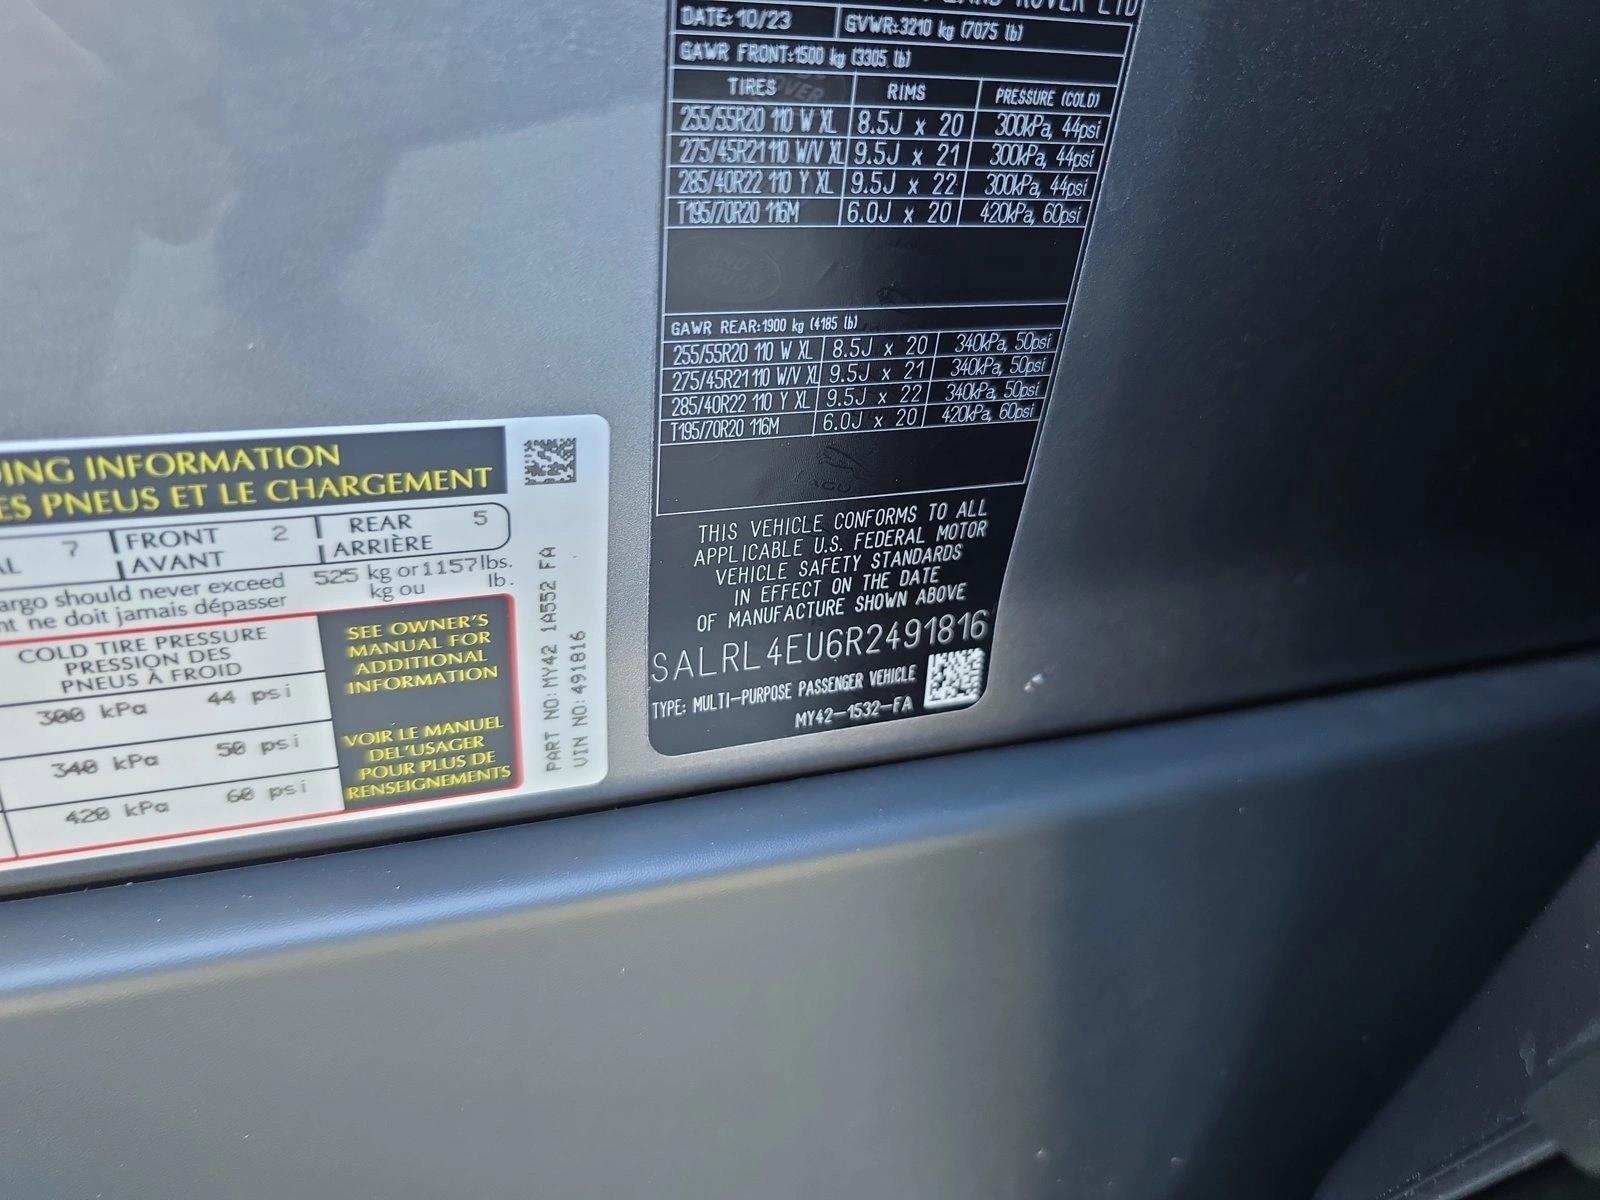 LAND ROVER LTD
DATE: 10/23 GVWR:3210 kg (7075 lb)
GAWR FRONT:1500 kg (3305 lb)
TIRES RIMS PRESSURE (COLD)
255/55R20 110 W XL 8.5J x 20 300kPa, 44psi
275/45R21 110 W/V XL 9.5J x 21 300kPa, 44psi
285/40R22 110 Y XL 9.5J x 22 300kPa, 44psi
T195/70R20 116M 6.0J x 20 420kPa, 60psi
GAWR REAR:1900 kg (4185 lb)
255/55R20 110 W XL 8.5J x 20 340kPa, 50psi
275/45R21 110 W/V XL 9.5J x 21 340kPa, 50psi
285/40R22 110 Y XL 9.5J x 22 340kPa, 50psi
T195/70R20 116M 6.0J x 20 420kPa, 60psi
THIS VEHICLE CONFORMS TO ALL
APPLICABLE U.S. FEDERAL MOTOR
VEHICLE SAFETY STANDARDS
IN EFFECT ON THE DATE
OF MANUFACTURE SHOWN ABOVE
SALRL4EU6R2491816
TYPE: MULTI-PURPOSE PASSENGER VEHICLE
MY42-1532-FA
DING INFORMATION
ES PNEUS ET LE CHARGEMENT
AL 7 FRONT 2 REAR 5
AVANT ARRIÈRE
argo should never exceed 525 kg or 1157 lbs.
nt ne doit jamais dépasser kg ou lb.
COLD TIRE PRESSURE
PRESSION DES
PNEUS À FROID
300 kPa 44 psi
340 kPa 50 psi
420 kPa 60 psi
SEE OWNER'S
MANUAL FOR
ADDITIONAL
INFORMATION
VOIR LE MANUEL
DEL'USAGER
POUR PLUS DE
RENSEIGNEMENTS
PART NO:MY42 1A552 FA
VIN NO:491816